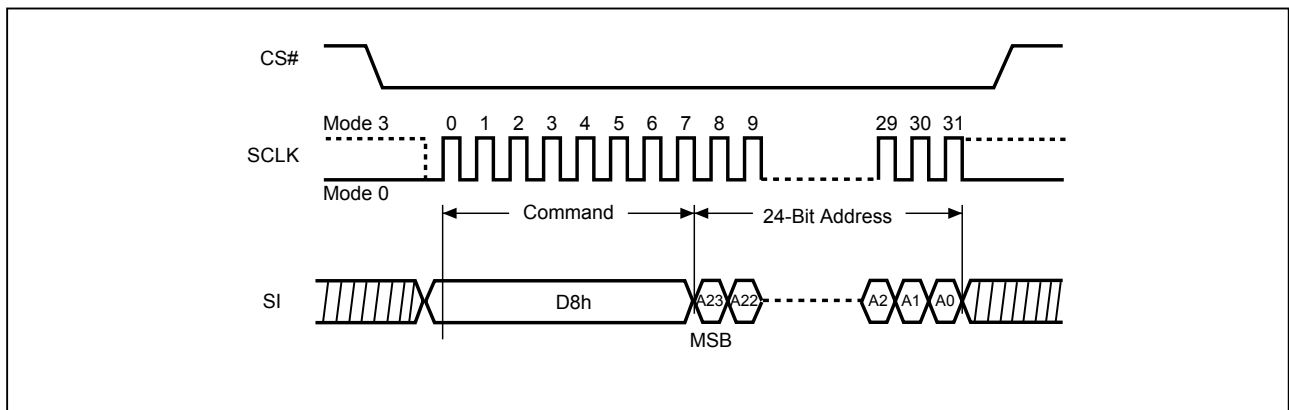 CS#
Mode 3 0 1 2 3 4 5 6 7 8 9 29 30 31
SCLK
Mode 0
Command 24-Bit Address
SI D8h A23 A22 A2 A1 A0
MSB